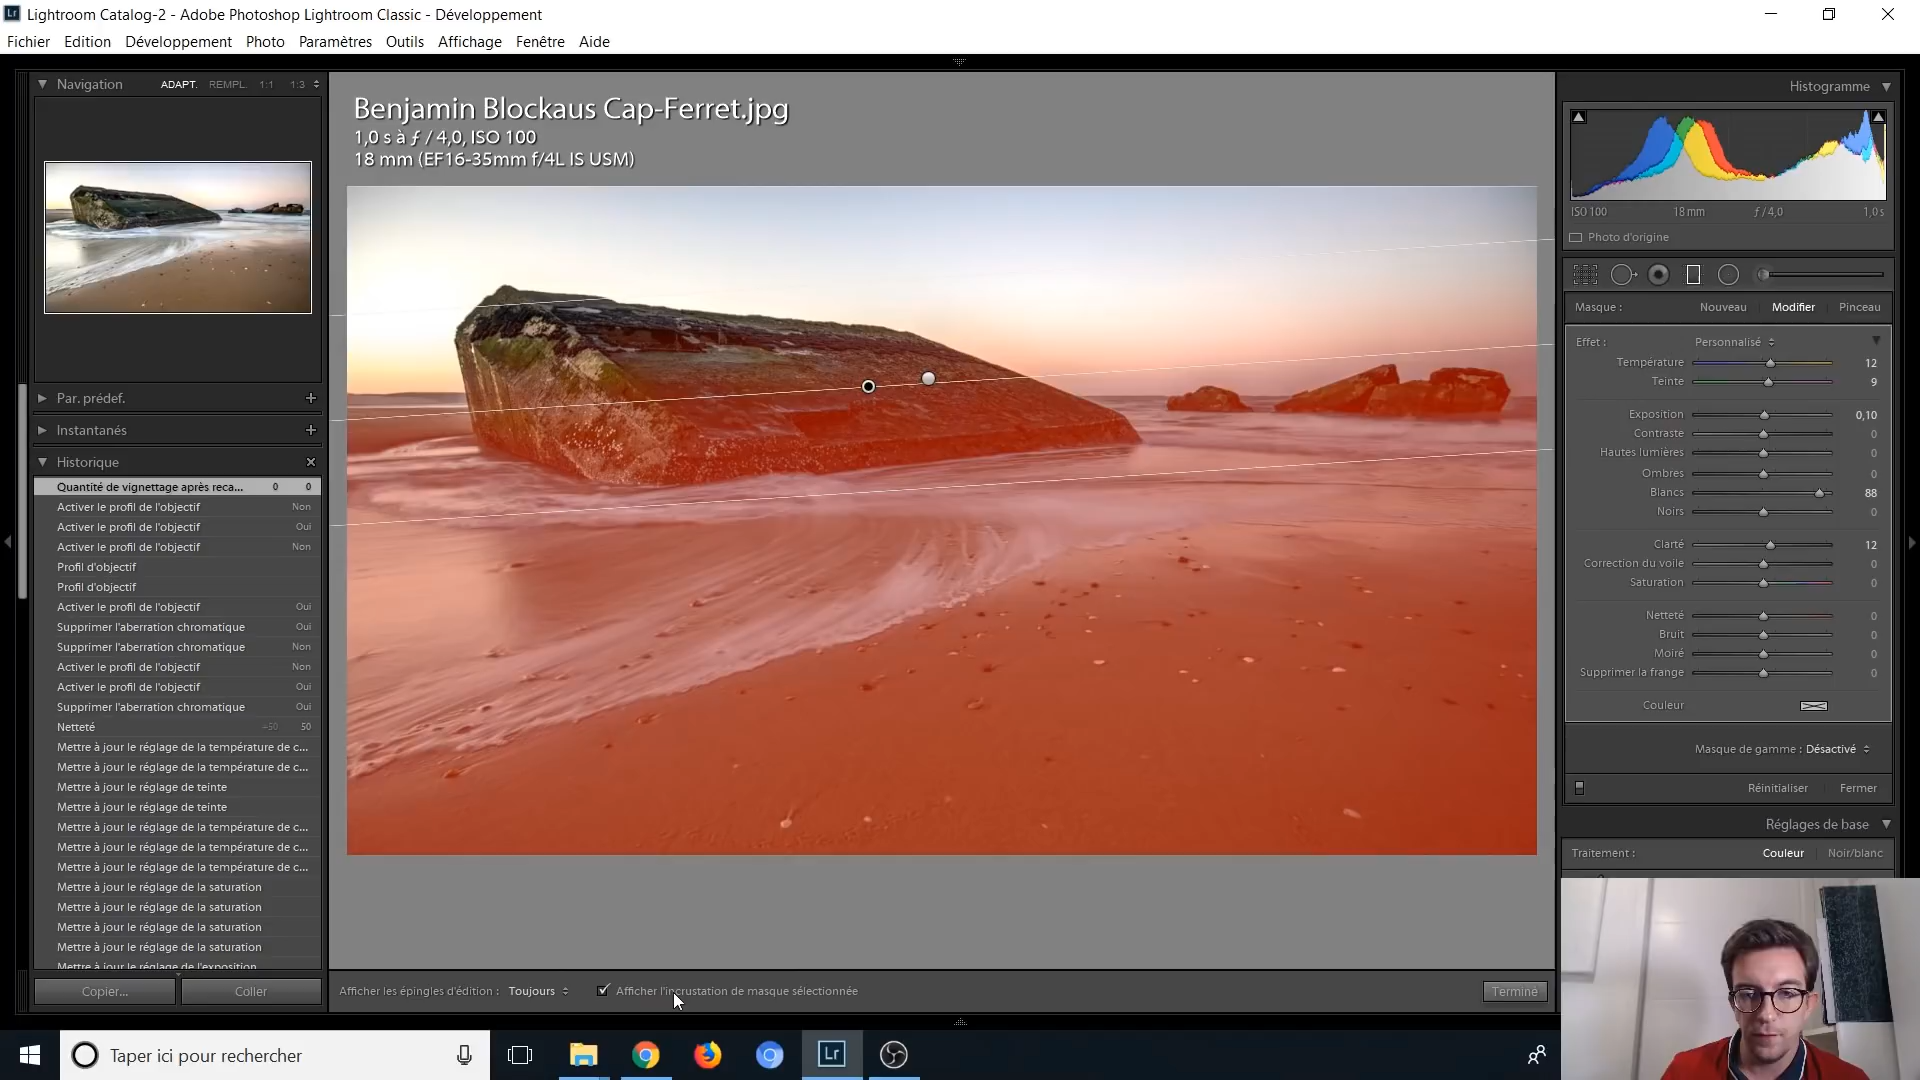 Lr Lightroom Catalog-2 - Adobe Photoshop Lightroom Classic - Développement
Fichier Edition Développement Photo Paramètres Outils Affichage Fenêtre Aide
Navigation ADAPT. REMPL. 1:1 1:3
Par. prédef.
Instantanés
Historique
Quantité de vignettage après reca... 0 0
Activer le profil de l'objectif Non
Activer le profil de l'objectif Oui
Activer le profil de l'objectif Non
Profil d'objectif
Profil d'objectif
Activer le profil de l'objectif Oui
Supprimer l'aberration chromatique Oui
Supprimer l'aberration chromatique Non
Activer le profil de l'objectif Non
Activer le profil de l'objectif Oui
Supprimer l'aberration chromatique Oui
Netteté +50 50
Mettre à jour le réglage de la température de c...
Mettre à jour le réglage de la température de c...
Mettre à jour le réglage de teinte
Mettre à jour le réglage de teinte
Mettre à jour le réglage de la température de c...
Mettre à jour le réglage de la température de c...
Mettre à jour le réglage de la température de c...
Mettre à jour le réglage de la saturation
Mettre à jour le réglage de la saturation
Mettre à jour le réglage de la saturation
Mettre à jour le réglage de la saturation
Mettre à jour le réglage de l'exposition
Copier... Coller
Benjamin Blockaus Cap-Ferret.jpg
1,0 s à ƒ / 4,0, ISO 100
18 mm (EF16-35mm f/4L IS USM)
Afficher les épingles d'édition : Toujours Afficher l'incrustation de masque sélectionnée Terminé
Histogramme
ISO 100 18 mm ƒ / 4,0 1,0 s
Photo d'origine
Masque : Nouveau Modifier Pinceau
Effet : Personnalisé
Température 12
Teinte 9
Exposition 0,10
Contraste 0
Hautes lumières 0
Ombres 0
Blancs 88
Noirs 0
Clarté 12
Correction du voile 0
Saturation 0
Netteté 0
Bruit 0
Moiré 0
Supprimer la frange 0
Couleur
Masque de gamme : Désactivé
Réinitialiser Fermer
Réglages de base
Traitement : Couleur Noir/blanc
Taper ici pour rechercher
Lr